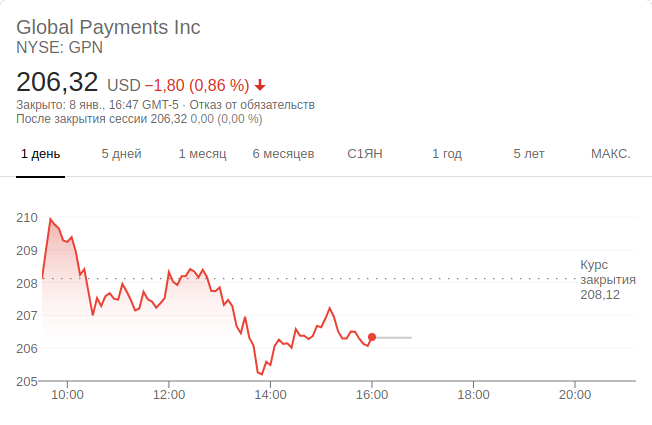 Global Payments Inc
NYSE: GPN
206,32 USD −1,80 (0,86 %)
Закрыто: 8 янв., 16:47 GMT-5 · Отказ от обязательств
После закрытия сессии 206,32 0,00 (0,00 %)
1 день 5 дней 1 месяц 6 месяцев С1ЯН 1 год 5 лет МАКС.
210
209
208
207
206
205
Курс
закрытия
208,12
10:00 12:00 14:00 16:00 18:00 20:00